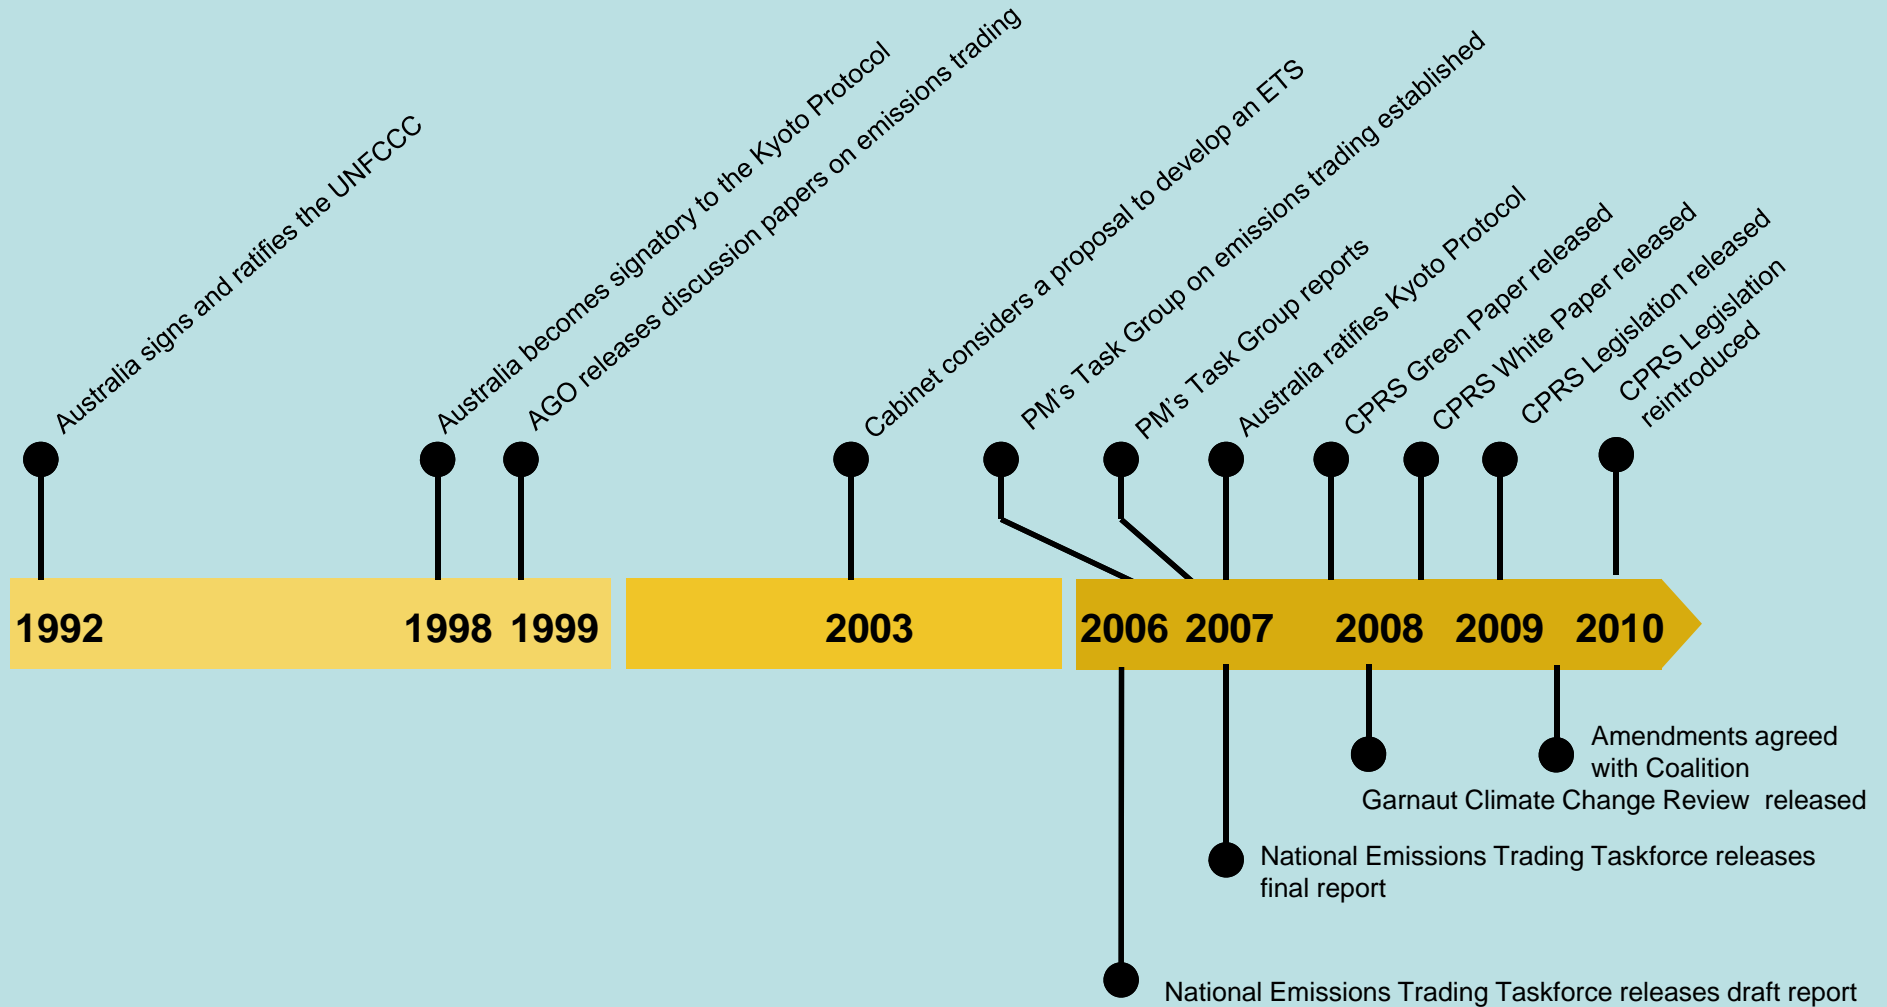 Australia signs and ratifies the UNFCCC
Australia becomes signatory to the Kyoto Protocol
AGO releases discussion papers on emissions trading
Cabinet considers a proposal to develop an ETS
PM's Task Group on emissions trading established
PM's Task Group reports
Australia ratifies Kyoto Protocol
CPRS Green Paper released
CPRS White Paper released
CPRS Legislation released
CPRS Legislation
reintroduced
1992
1998
1999
2003
2006
2007
2008
2009
2010
Amendments agreed
with Coalition
Garnaut Climate Change Review  released
National Emissions Trading Taskforce releases
final report
National Emissions Trading Taskforce releases draft report